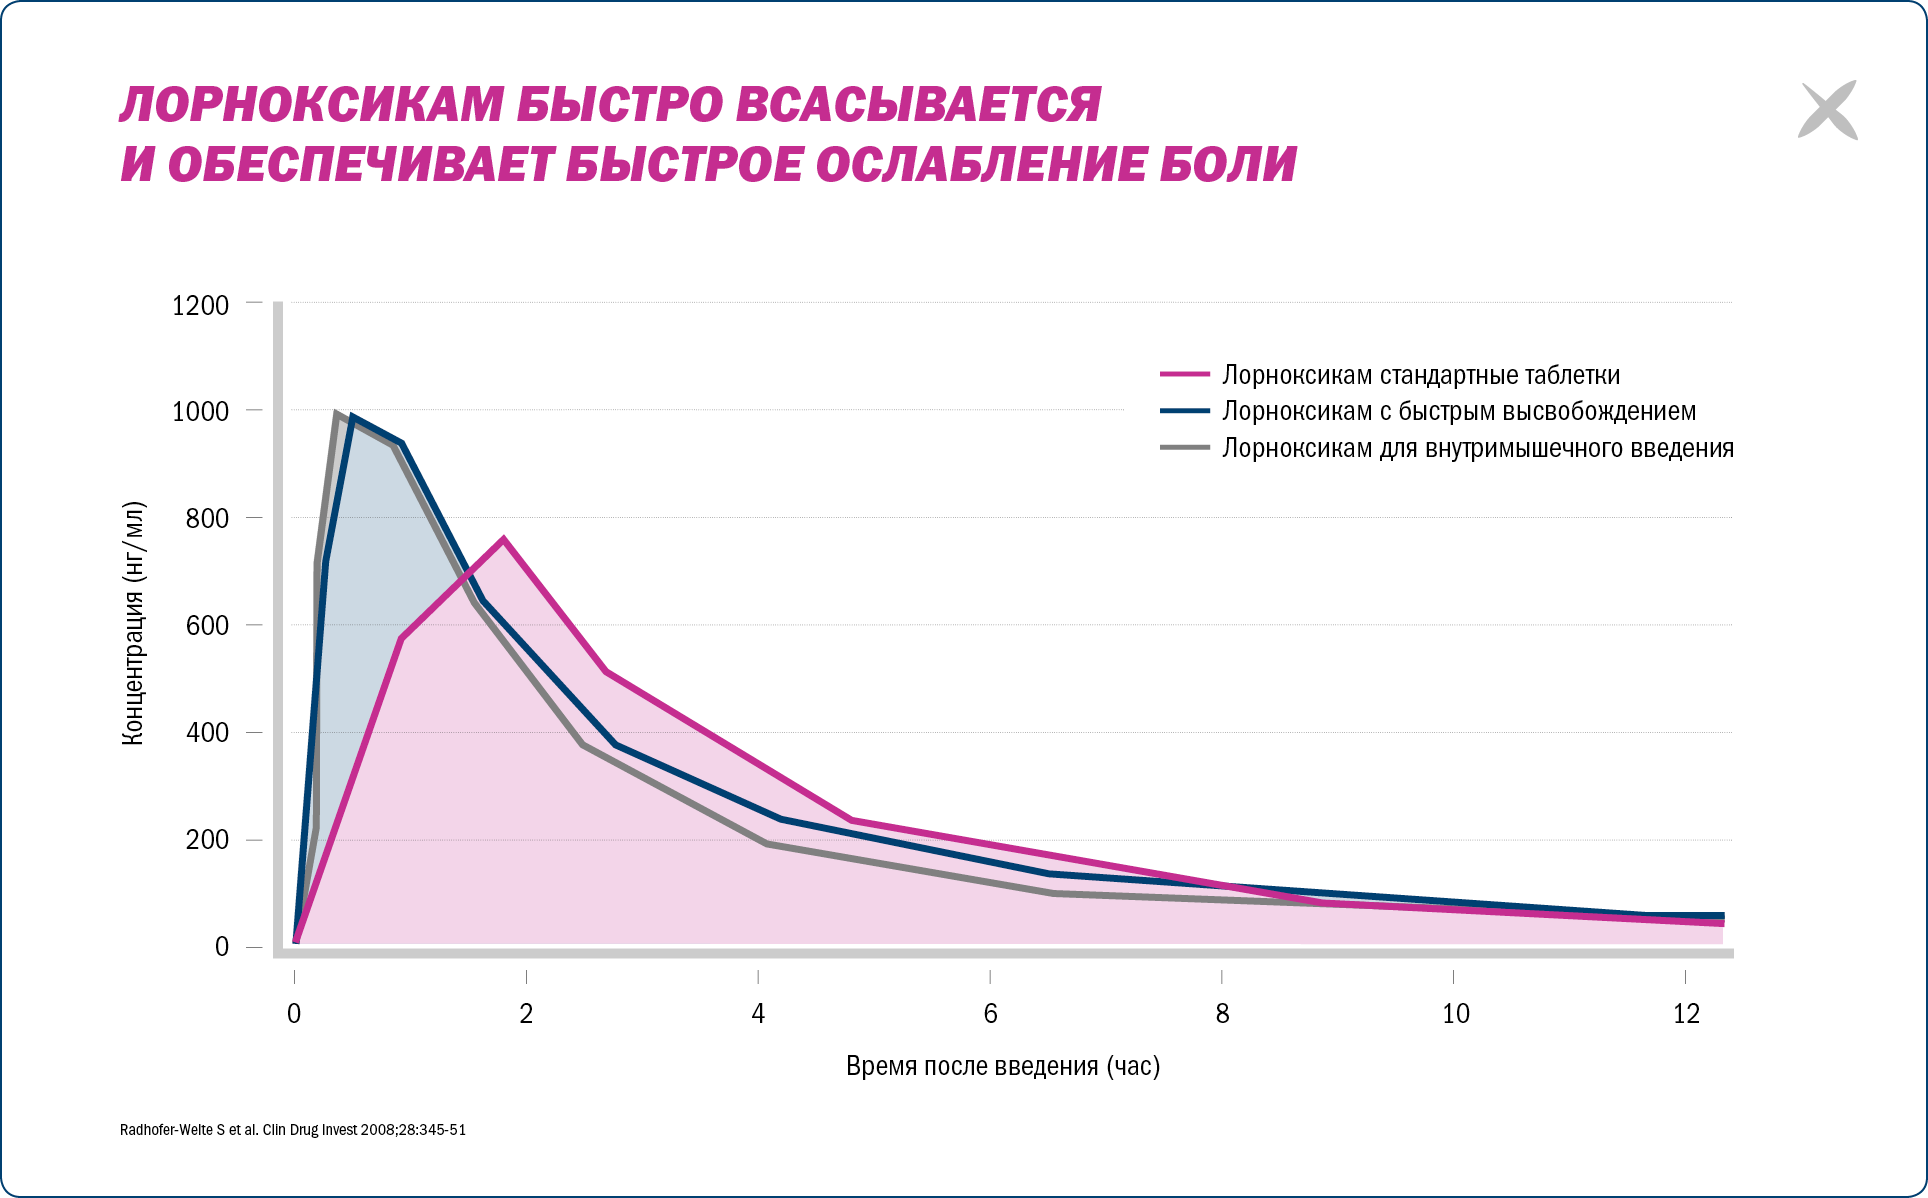 ЛОРНОКСИКАМ БЫСТРО ВСАСЫВАЕТСЯ
И ОБЕСПЕЧИВАЕТ БЫСТРОЕ ОСЛАБЛЕНИЕ БОЛИ
Лорноксикам стандартные таблетки
Лорноксикам с быстрым высвобождением
Лорноксикам для внутримышечного введения
Концентрация (нг/мл)
1200
1000
800
600
400
200
0
0 2 4 6 8 10 12
Время после введения (час)
Radhofer-Welte S et al. Clin Drug Invest 2008;28:345-51